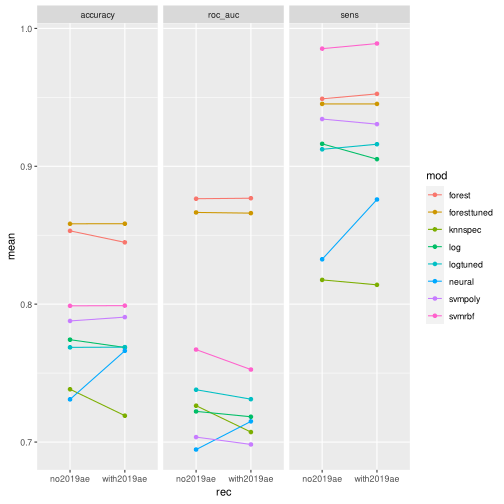 accuracy roc_auc sens
1.0
0.9
0.8
0.7
mean
no2019ae with2019ae no2019ae with2019ae no2019ae with2019ae
rec
mod
forest
foresttuned
knnspec
log
logtuned
neural
svmpoly
svmrbf